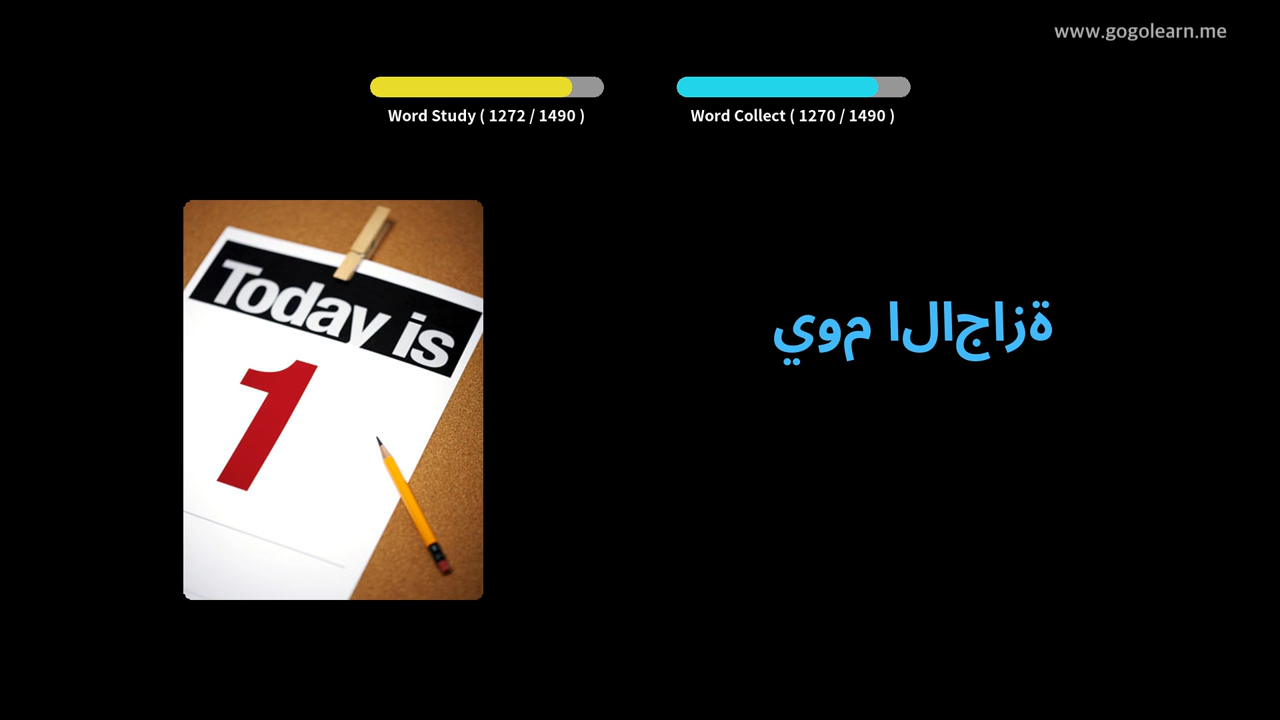 www.gogolearn.me
Word Study ( 1272 / 1490 )
Word Collect ( 1270 / 1490 )
Today is
1
يوم الاجازة